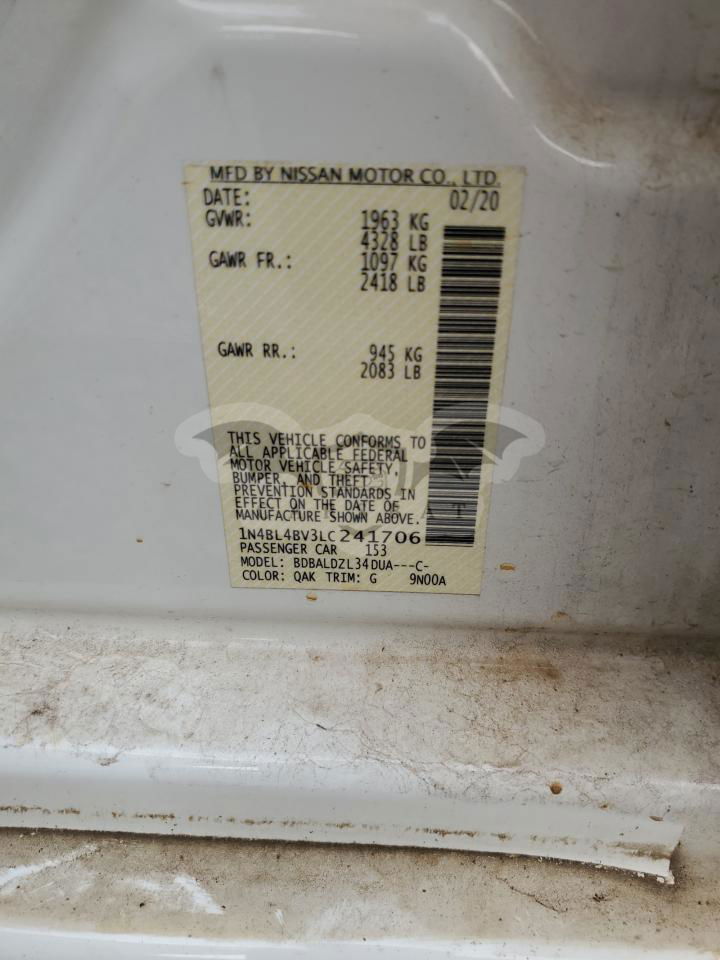 MFD BY NISSAN MOTOR CO., LTD.
DATE: 02/20
GVWR: 1963 KG
4328 LB
GAWR FR.: 1097 KG
2418 LB
GAWR RR.: 945 KG
2083 LB
THIS VEHICLE CONFORMS TO
ALL APPLICABLE FEDERAL
MOTOR VEHICLE SAFETY,
BUMPER, AND THEFT
PREVENTION STANDARDS IN
EFFECT ON THE DATE OF
MANUFACTURE SHOWN ABOVE.
1N4BL4BV3LC241706
PASSENGER CAR 153
MODEL: BDBALDZL34DUA---C-
COLOR: QAK TRIM: G 9N00A